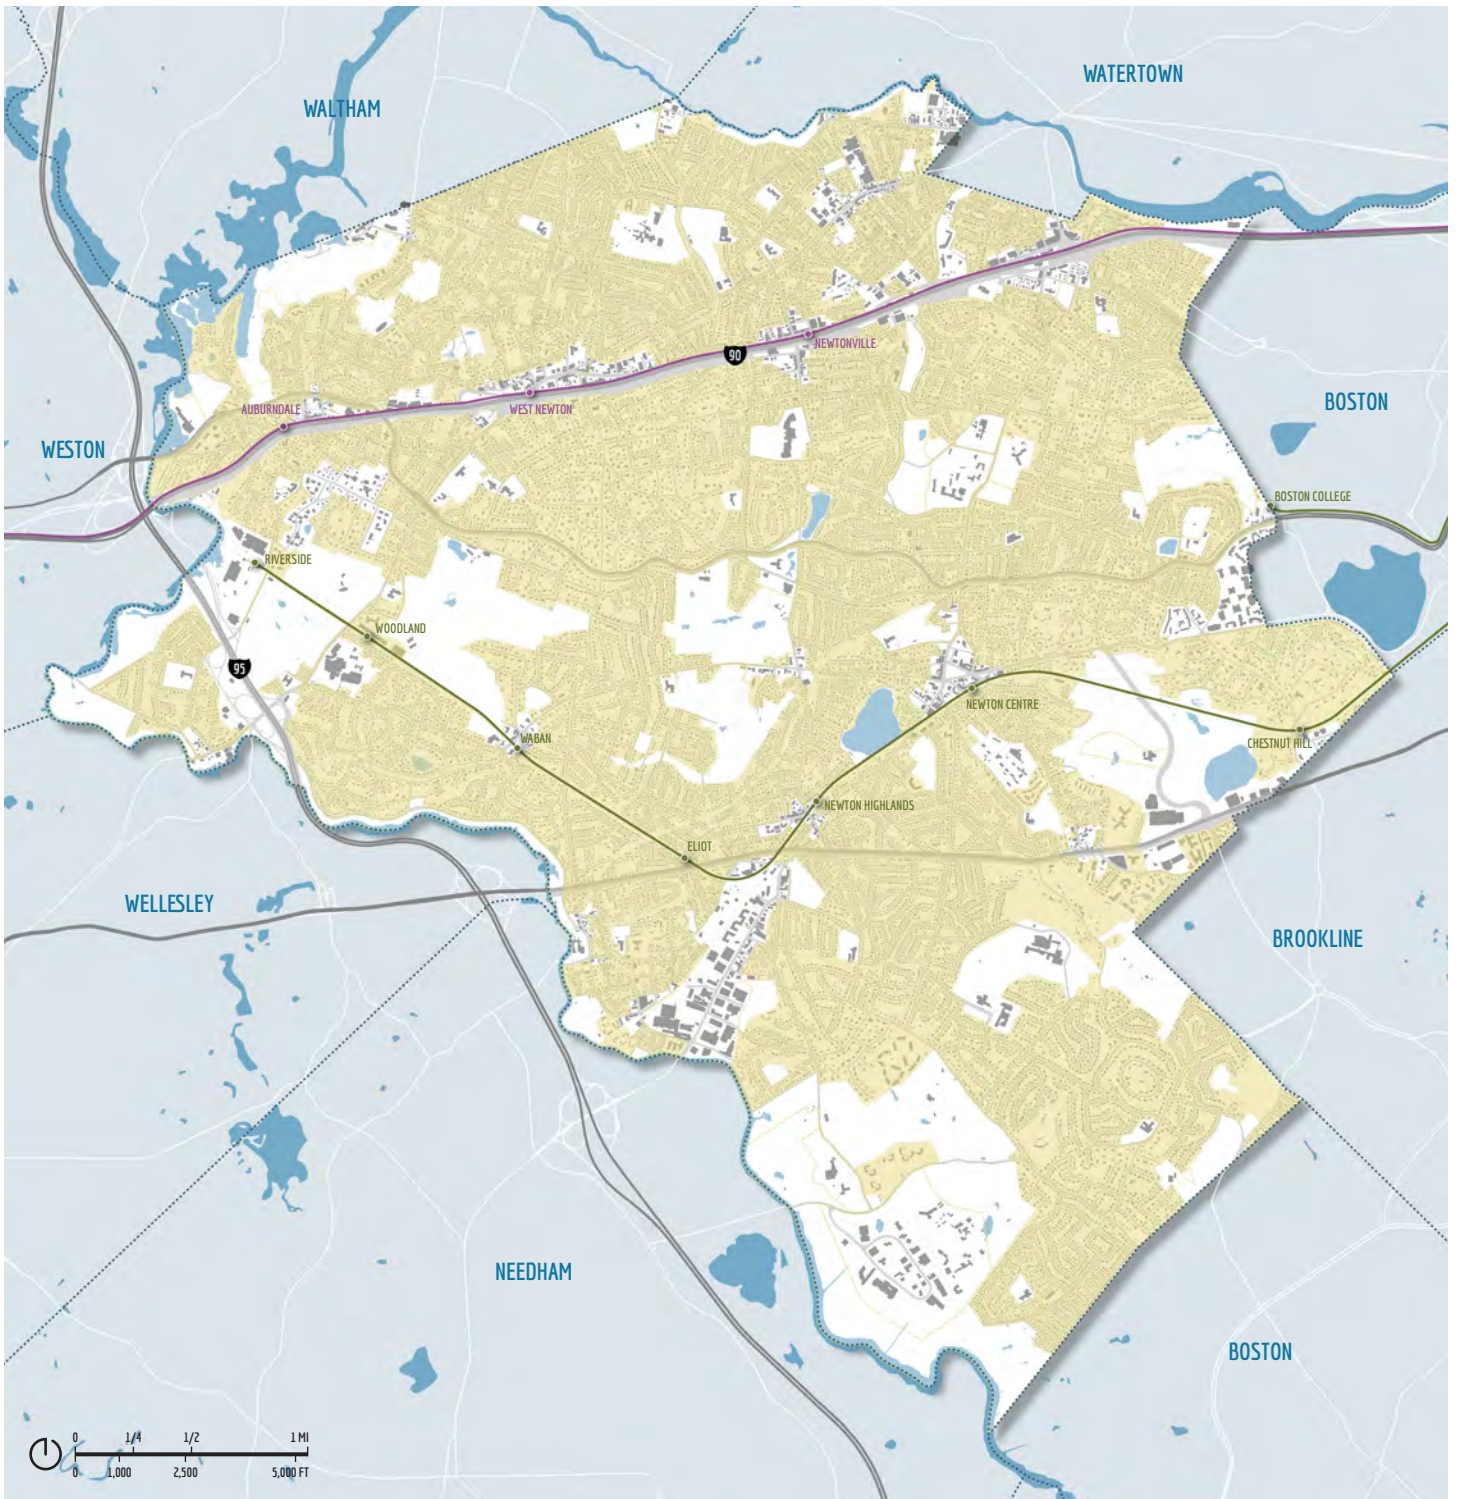 WATERTOWN
WALTHAM
NEWTONVILLE
90
BOSTON
AUBURNDALE
WEST NEWTON
WESTON
BOSTON COLLEGE
RIVERSIDE
WOODLAND
95
NEWTON CENTRE
WABAN
CHESTNUT HILL
NEWTON HIGHLANDS
ELIOT
WELLESLEY
BROOKLINE
NEEDHAM
BOSTON
0 1/4 1/2 1 MI
0 1,000 2,500 5,000 FT